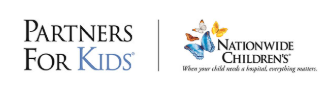 PARTNERS
FOR KIDS®
NATIONWIDE
CHILDREN'S®
When your child needs a hospital, everything matters.